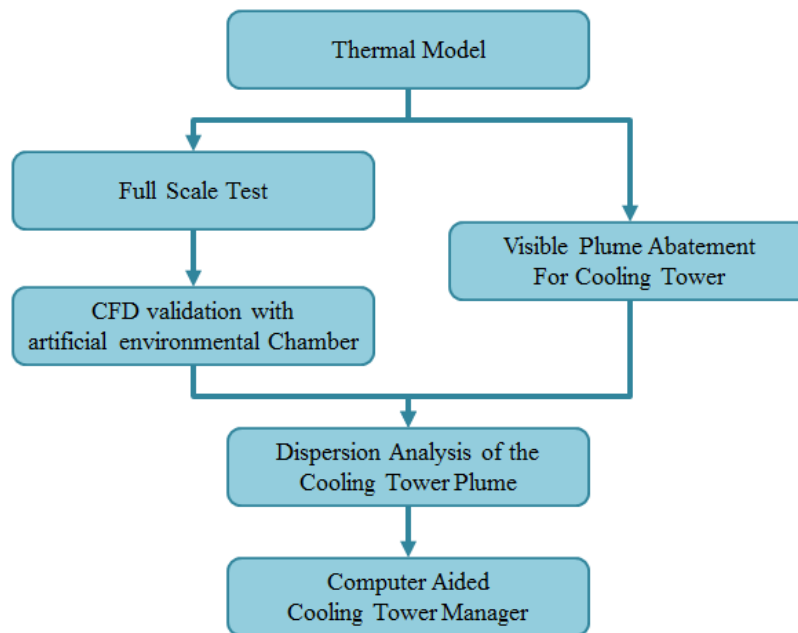 Thermal Model
Full Scale Test
Visible Plume Abatement
For Cooling Tower
CFD validation with
artificial environmental Chamber
Dispersion Analysis of the
Cooling Tower Plume
Computer Aided
Cooling Tower Manager